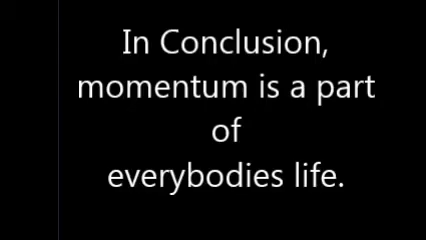 In Conclusion,
momentum is a part
of
everybodies life.